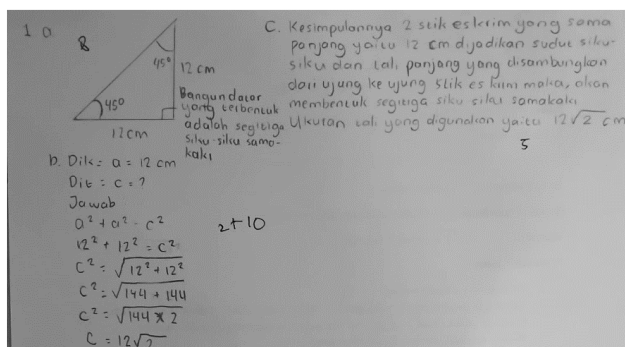 1 a.
8
45°
45°
12 cm
12 cm
Bangun datar
yang terbentuk
adalah segitiga
siku-siku sama-
kaki
b. Dik = a = 12 cm
Dit = c = ?
Jawab
a² + a² = c²
12² + 12² = c²
c² = √12² + 12²
c² = √144 + 144
c² = √144 x 2
C = 12√2
2+10
C. Kesimpulannya 2 stik eskrim yang sama
panjang yaitu 12 cm dijadikan sudut siku-
siku dan tali panjang yang disambungkan
dari ujung ke ujung stik es krim maka, akan
membentuk segitiga siku siku samakaki
Ukuran tali yang digunakan yaitu 12√2 cm
5